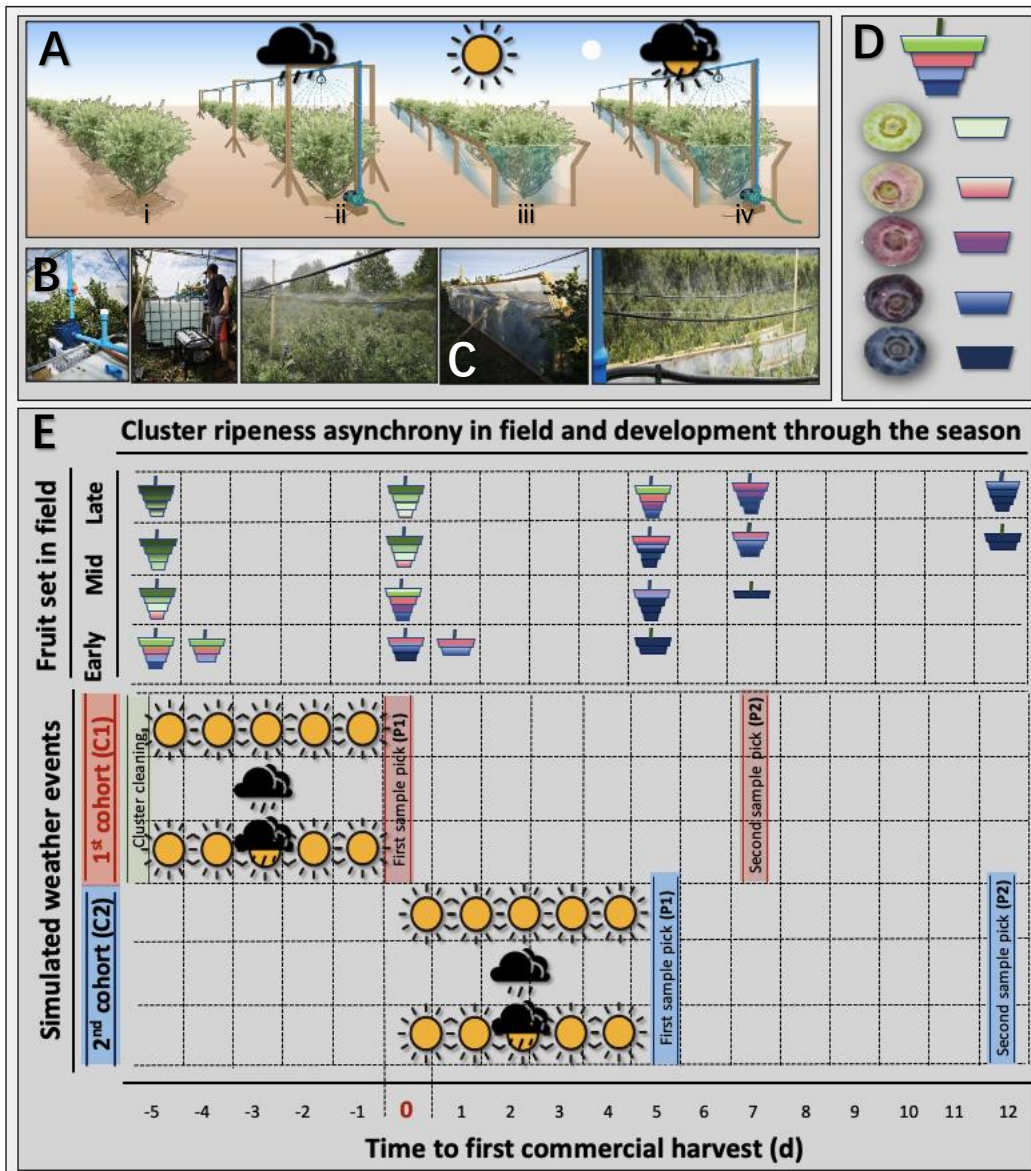 A
i
ii
iii
iv
B
C
D
E
Cluster ripeness asynchrony in field and development through the season
Fruit set in field
Late
Mid
Early
Simulated weather events
1st cohort (C1)
2nd cohort (C2)
Cluster cleaning
First sample pick (P1)
Second sample pick (P2)
First sample pick (P1)
Second sample pick (P2)
-5 -4 -3 -2 -1 0 1 2 3 4 5 6 7 8 9 10 11 12
Time to first commercial harvest (d)